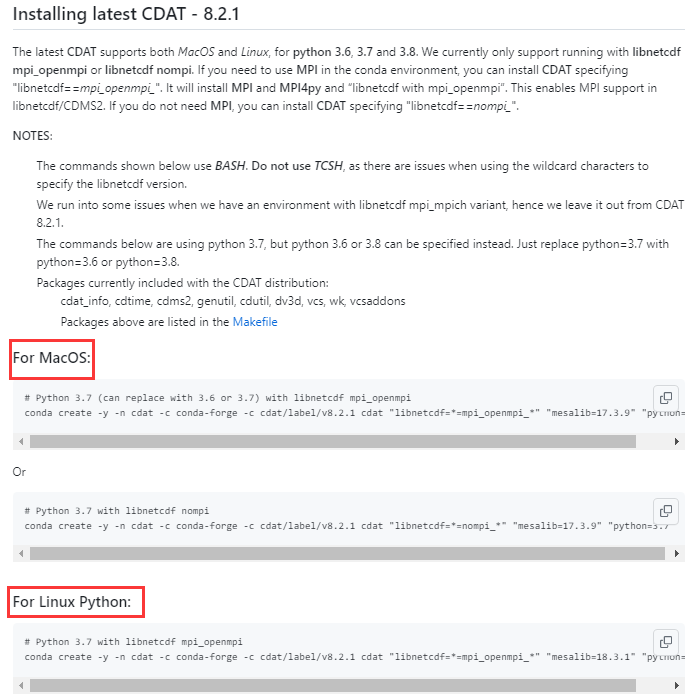 Installing latest CDAT - 8.2.1
The latest CDAT supports both MacOS and Linux, for python 3.6, 3.7 and 3.8. We currently only support running with libnetcdf
mpi_openmpi or libnetcdf nompi. If you need to use MPI in the conda environment, you can install CDAT specifying
"libnetcdf==mpi_openmpi_". It will install MPI and MPI4py and “libnetcdf with mpi_openmpi”. This enables MPI support in
libnetcdf/CDMS2. If you do not need MPI, you can install CDAT specifying "libnetcdf==nompi_".
NOTES:
The commands shown below use BASH. Do not use TCSH, as there are issues when using the wildcard characters to
specify the libnetcdf version.
We run into some issues when we have an environment with libnetcdf mpi_mpich variant, hence we leave it out from CDAT
8.2.1.
The commands below are using python 3.7, but python 3.6 or 3.8 can be specified instead. Just replace python=3.7 with
python=3.6 or python=3.8.
Packages currently included with the CDAT distribution:
cdat_info, cdtime, cdms2, genutil, cdutil, dv3d, vcs, wk, vcsaddons
Packages above are listed in the Makefile
For MacOS:
# Python 3.7 (can replace with 3.6 or 3.7) with libnetcdf mpi_openmpi
conda create -y -n cdat -c conda-forge -c cdat/label/v8.2.1 cdat "libnetcdf=*=mpi_openmpi_*" "mesalib=17.3.9" "python=
Or
# Python 3.7 with libnetcdf nompi
conda create -y -n cdat -c conda-forge -c cdat/label/v8.2.1 cdat "libnetcdf=*=nompi_*" "mesalib=17.3.9" "python=3.7
For Linux Python:
# Python 3.7 with libnetcdf mpi_openmpi
conda create -y -n cdat -c conda-forge -c cdat/label/v8.2.1 cdat "libnetcdf=*=mpi_openmpi_*" "mesalib=18.3.1" "python=